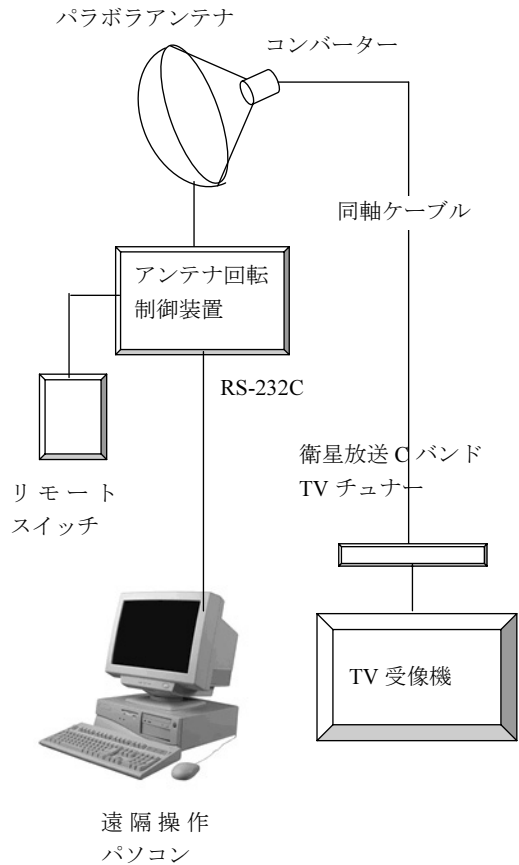 パラボラアンテナ
コンバーター
同軸ケーブル
アンテナ回転
制御装置
RS-232C
リモート
スイッチ
衛星放送 C バンド
TV チュナー
TV 受像機
遠隔操作
パソコン